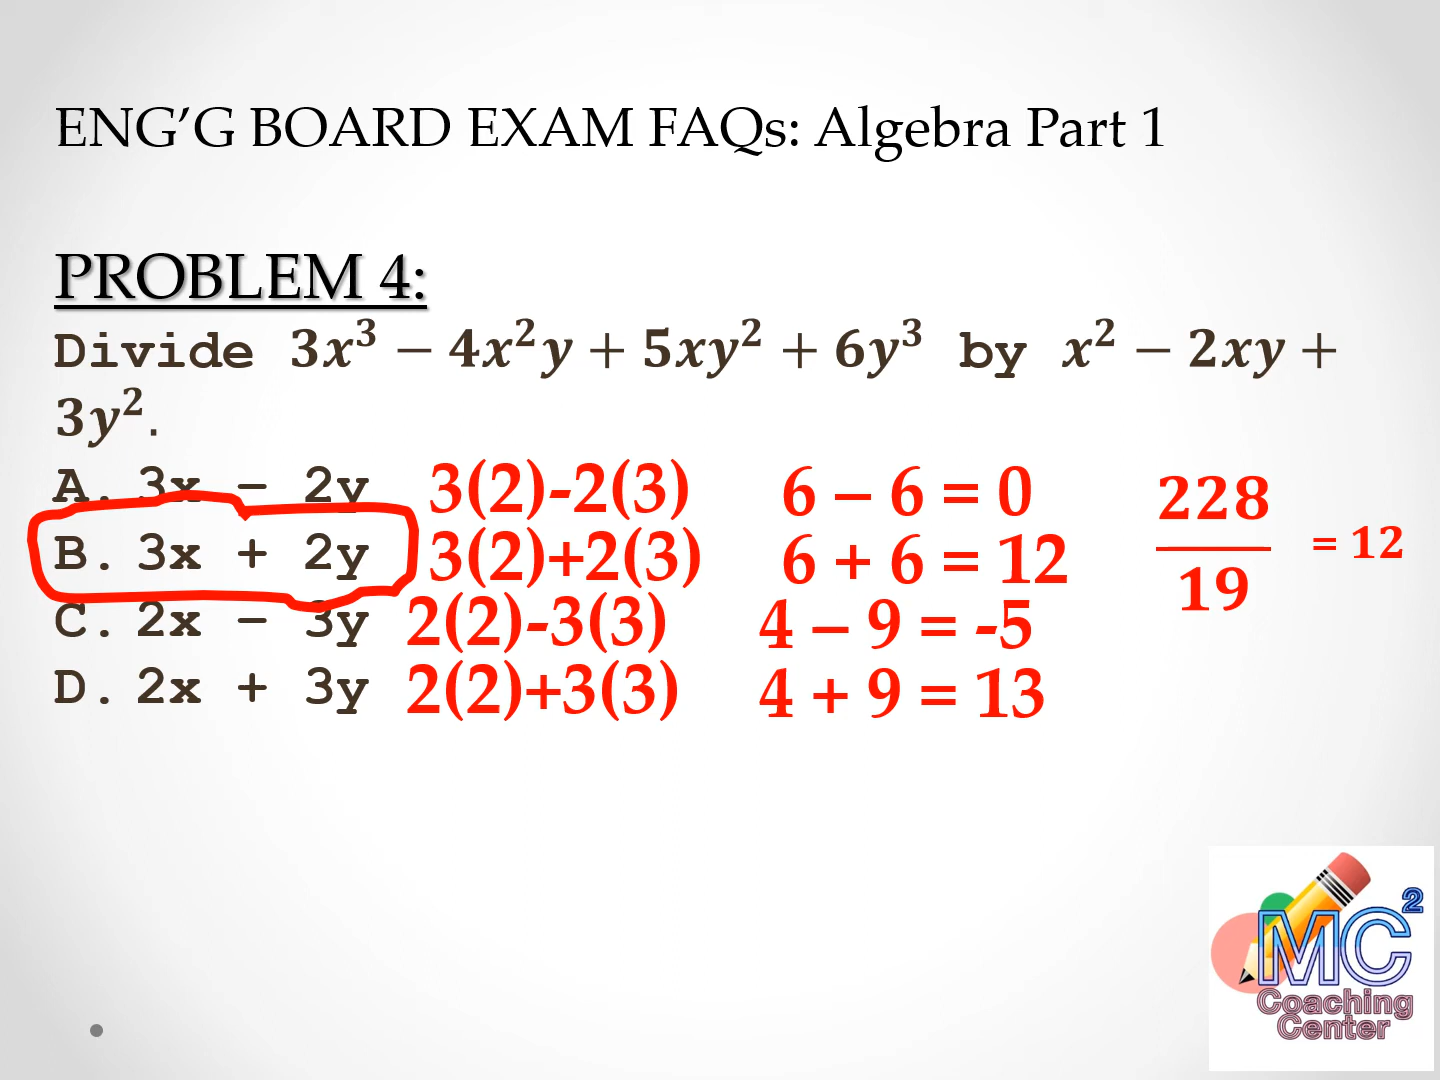 ENG’G BOARD EXAM FAQs: Algebra Part 1
PROBLEM 4:
Divide 3x³ − 4x²y + 5xy² + 6y³ by x² − 2xy +
3y².
A. 3x − 2y 3(2)-2(3) 6 – 6 = 0
B. 3x + 2y 3(2)+2(3) 6 + 6 = 12
C. 2x − 3y 2(2)-3(3) 4 – 9 = -5
D. 2x + 3y 2(2)+3(3) 4 + 9 = 13
228
19
= 12
MC²
Coaching
Center